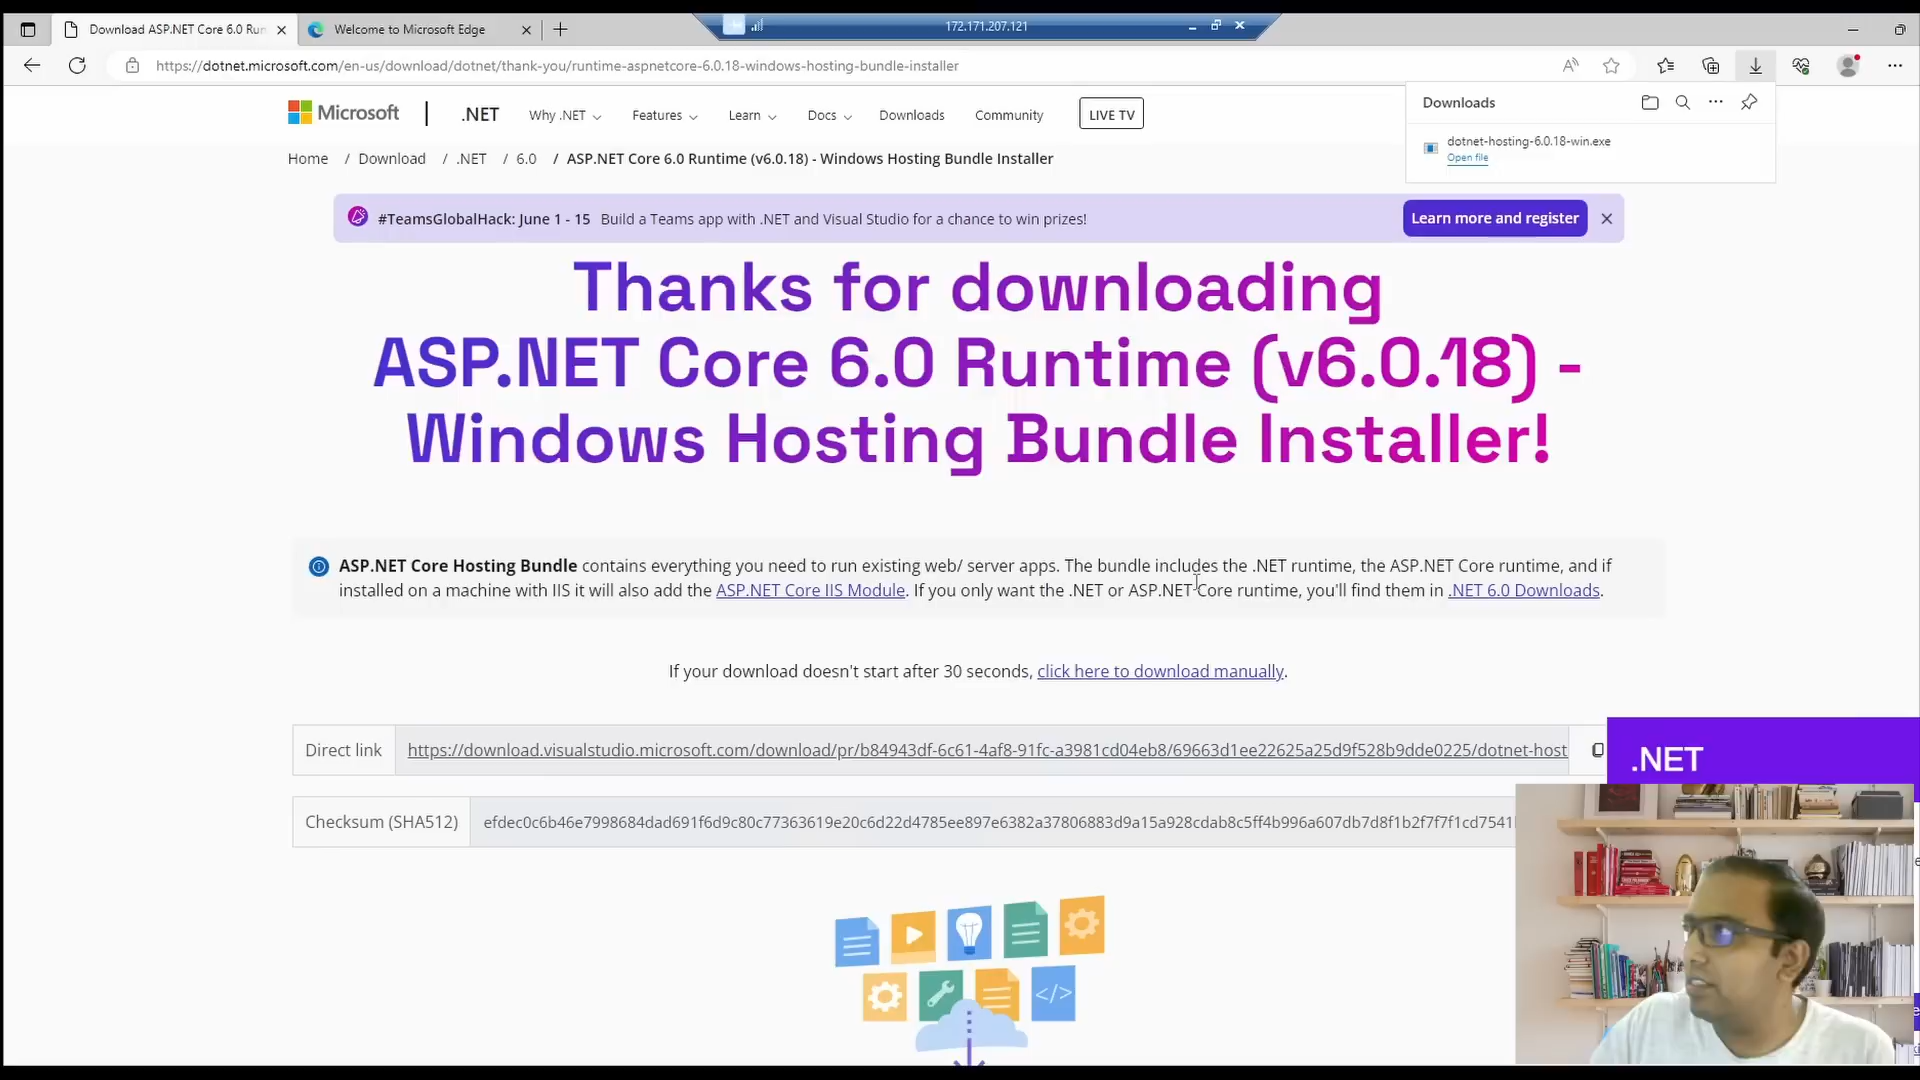 Download ASP.NET Core 6.0 Run
Welcome to Microsoft Edge
172.171.207.121
https://dotnet.microsoft.com/en-us/download/dotnet/thank-you/runtime-aspnetcore-6.0.18-windows-hosting-bundle-installer
Microsoft
.NET
Why .NET
Features
Learn
Docs
Downloads
Community
LIVE TV
Downloads
dotnet-hosting-6.0.18-win.exe
Open file
Home / Download / .NET / 6.0 / ASP.NET Core 6.0 Runtime (v6.0.18) - Windows Hosting Bundle Installer
#TeamsGlobalHack: June 1 - 15 Build a Teams app with .NET and Visual Studio for a chance to win prizes!
Learn more and register
Thanks for downloading
ASP.NET Core 6.0 Runtime (v6.0.18) -
Windows Hosting Bundle Installer!
ASP.NET Core Hosting Bundle contains everything you need to run existing web/ server apps. The bundle includes the .NET runtime, the ASP.NET Core runtime, and if
installed on a machine with IIS it will also add the ASP.NET Core IIS Module. If you only want the .NET or ASP.NET Core runtime, you'll find them in .NET 6.0 Downloads.
If your download doesn't start after 30 seconds, click here to download manually.
Direct link
https://download.visualstudio.microsoft.com/download/pr/b84943df-6c61-4af8-91fc-a3981cd04eb8/69663d1ee22625a25d9f528b9dde0225/dotnet-host
Checksum (SHA512)
efdec0c6b46e7998684dad691f6d9c80c77363619e20c6d22d4785ee897e6382a37806883d9a15a928cdab8c5ff4b996a607db7d8f1b2f7f7f1cd7541
.NET